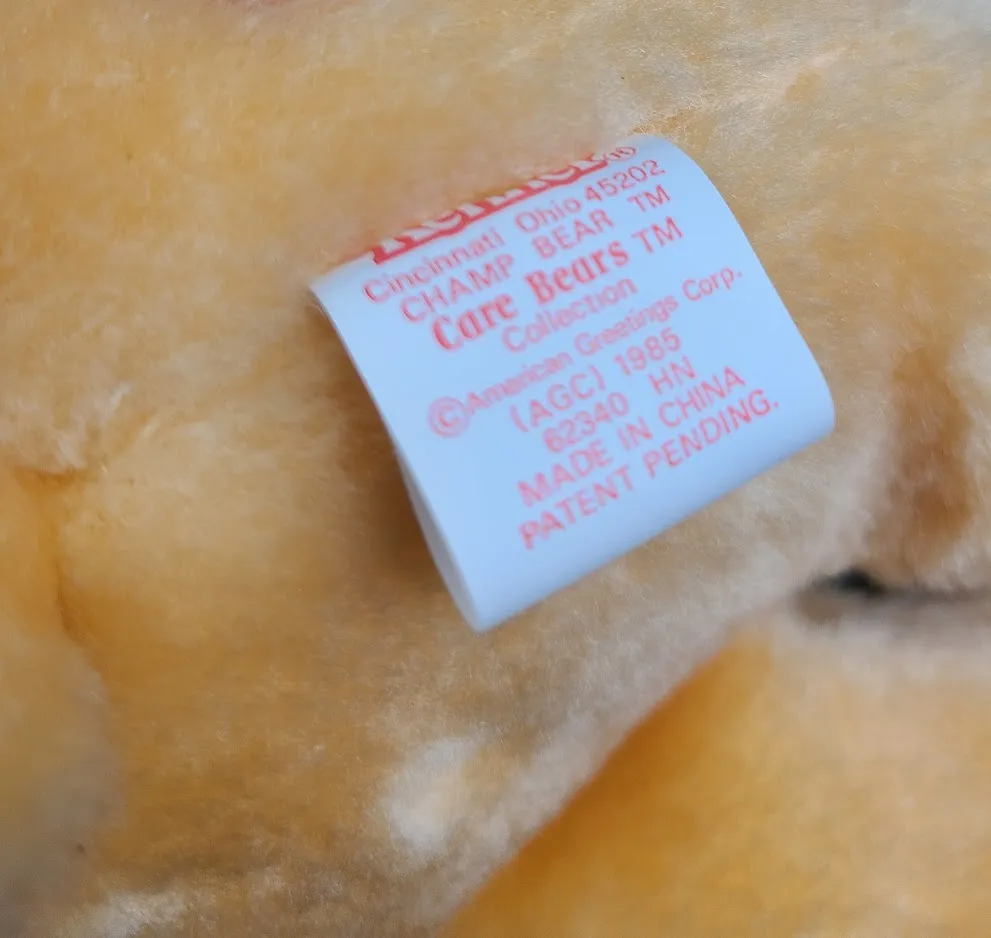 Kenner®
Cincinnati Ohio 45202
CHAMP BEAR TM
Care Bears TM
Collection
©American Greetings Corp.
(AGC) 1985
62340 HN
MADE IN CHINA
PATENT PENDING.